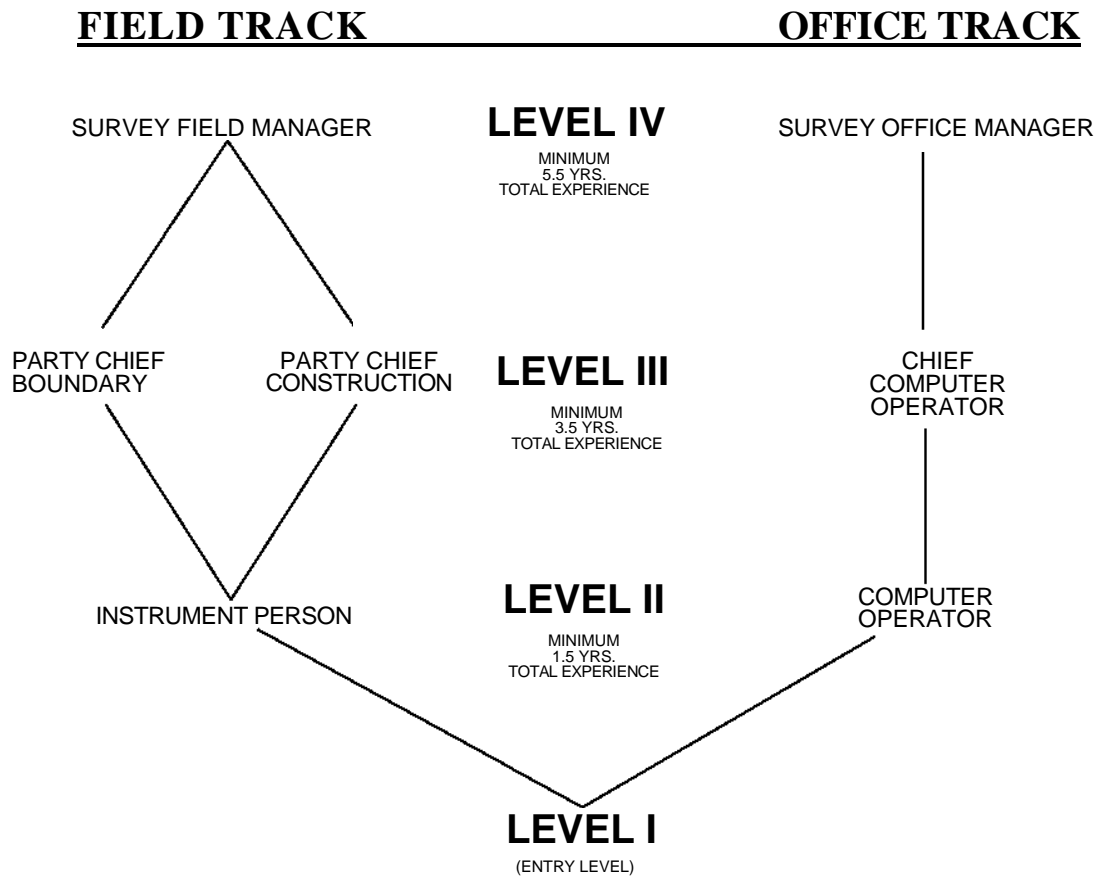 FIELD TRACK OFFICE TRACK
SURVEY FIELD MANAGER
LEVEL IV
MINIMUM
5.5 YRS.
TOTAL EXPERIENCE
SURVEY OFFICE MANAGER
PARTY CHIEF
BOUNDARY
PARTY CHIEF
CONSTRUCTION
LEVEL III
MINIMUM
3.5 YRS.
TOTAL EXPERIENCE
CHIEF
COMPUTER
OPERATOR
INSTRUMENT PERSON
LEVEL II
MINIMUM
1.5 YRS.
TOTAL EXPERIENCE
COMPUTER
OPERATOR
LEVEL I
(ENTRY LEVEL)